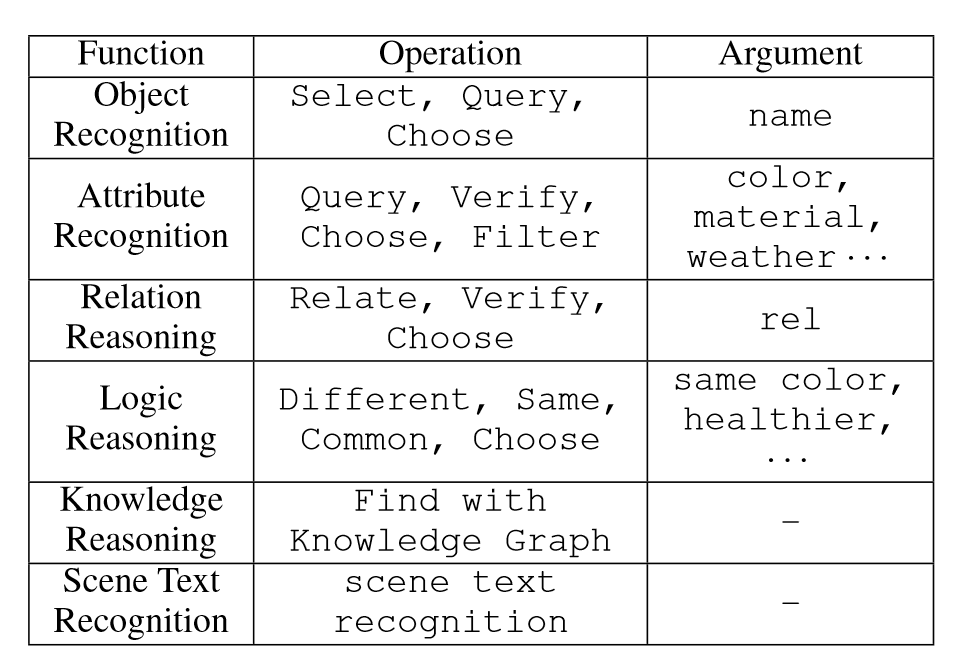 Function Operation Argument
Object Recognition Select, Query, Choose name
Attribute Recognition Query, Verify, Choose, Filter color, material, weather ···
Relation Reasoning Relate, Verify, Choose rel
Logic Reasoning Different, Same, Common, Choose same color, healthier, ···
Knowledge Reasoning Find with Knowledge Graph –
Scene Text Recognition scene text recognition –